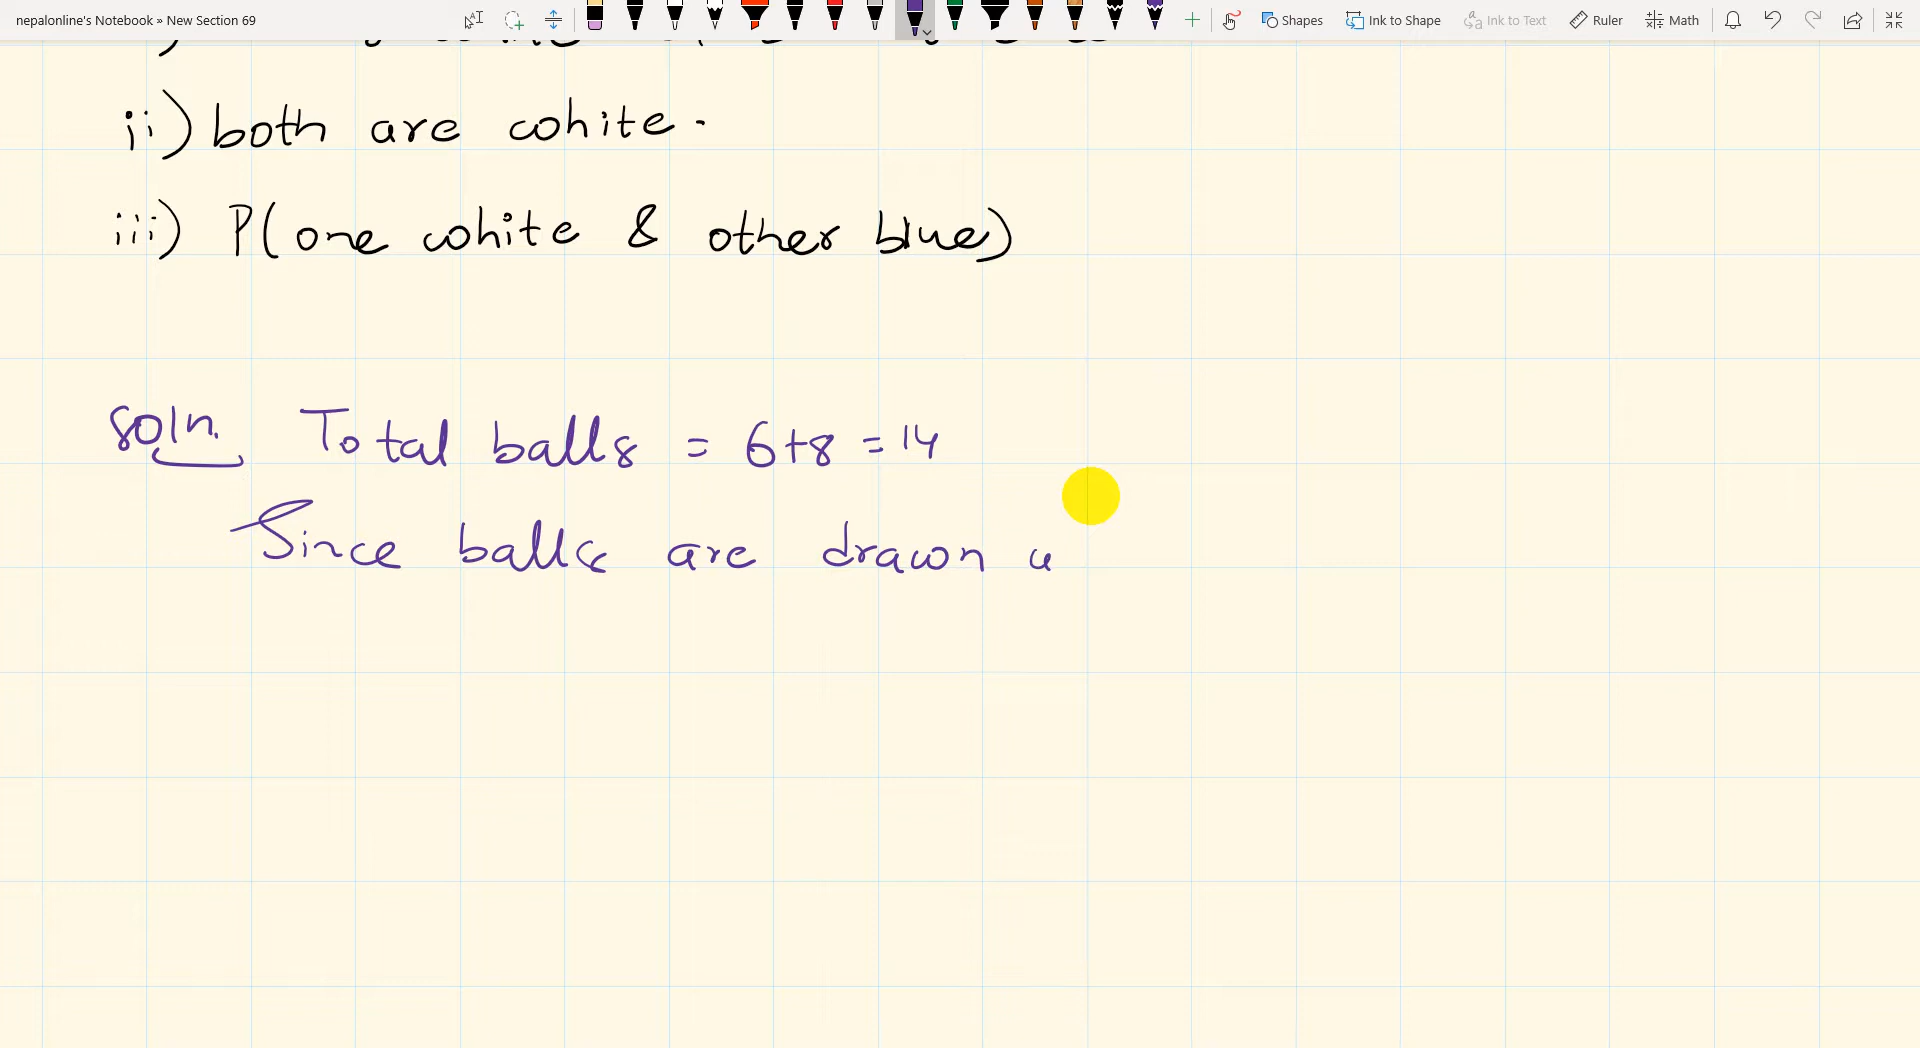 nepalonline's Notebook » New Section 69
Shapes Ink to Shape Ink to Text Ruler Math
ii) both are white.
iii) P(one white & other blue)
Soln. Total balls = 6+8 = 14
Since balls are drawn